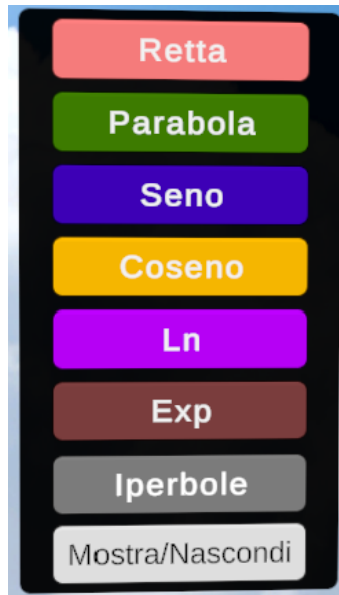 Retta
Parabola
Seno
Coseno
Ln
Exp
Iperbole
Mostra/Nascondi